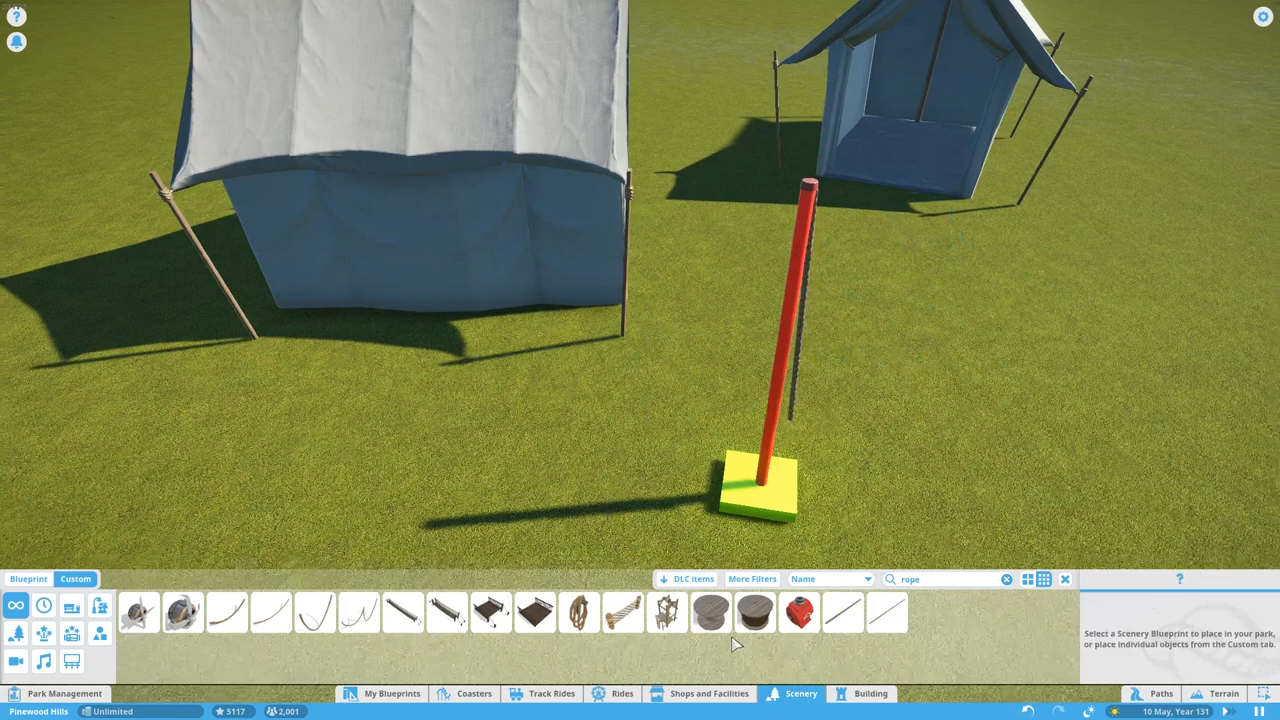 ?
Blueprint Custom DLC items More Filters Name rope ?
Select a Scenery Blueprint to place in your park,
or place individual objects from the Custom tab.
Park Management My Blueprints Coasters Track Rides Rides Shops and Facilities Scenery Building Paths Terrain
Pinewood Hills Unlimited 5117 2,001 10 May, Year 131